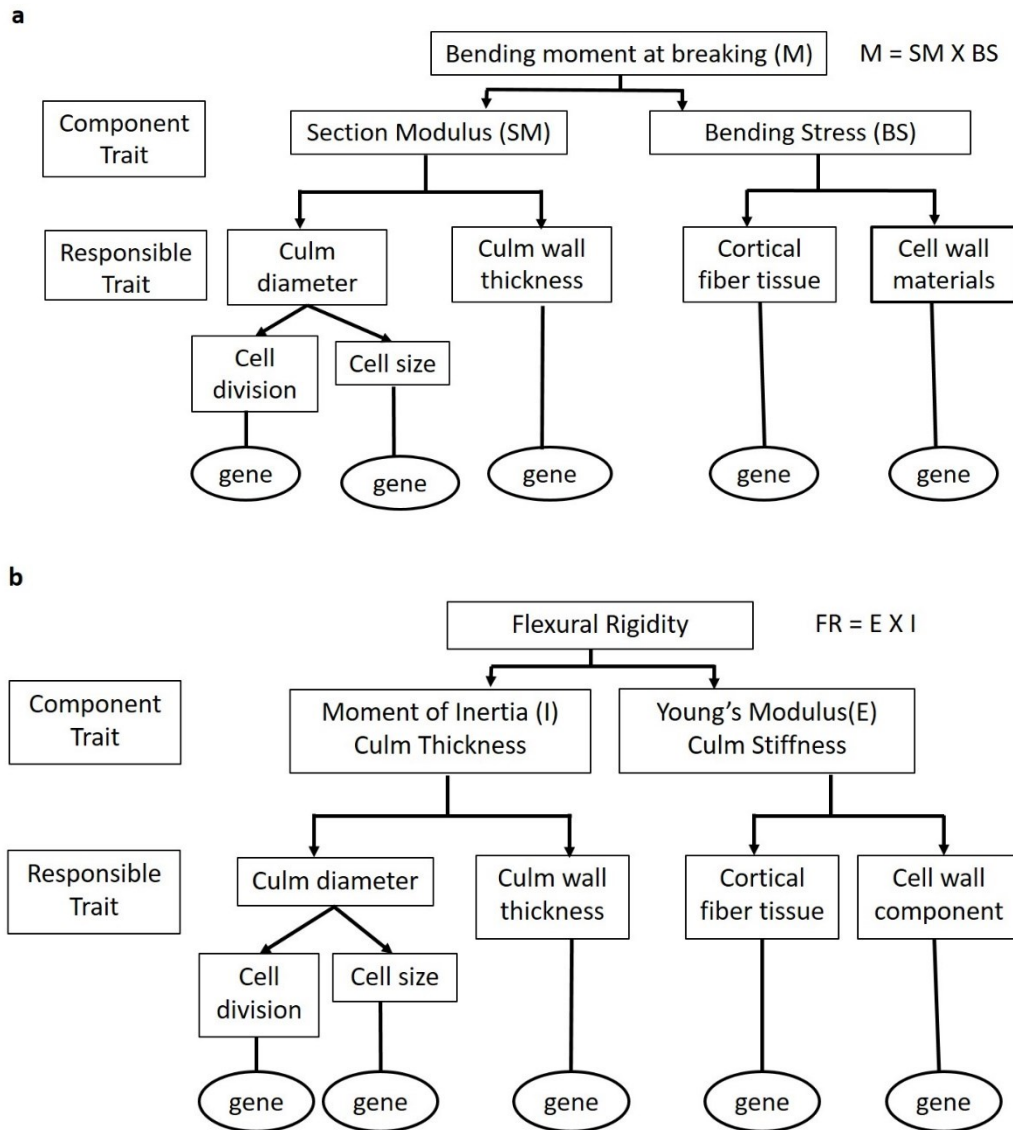 a
Bending moment at breaking (M)
M = SM X BS
Component
Trait
Section Modulus (SM)
Bending Stress (BS)
Responsible
Trait
Culm
diameter
Culm wall
thickness
Cortical
fiber tissue
Cell wall
materials
Cell
division
Cell size
gene
gene
gene
gene
gene
b
Flexural Rigidity
FR = E X I
Component
Trait
Moment of Inertia (I)
Culm Thickness
Young’s Modulus(E)
Culm Stiffness
Responsible
Trait
Culm diameter
Culm wall
thickness
Cortical
fiber tissue
Cell wall
component
Cell
division
Cell size
gene
gene
gene
gene
gene